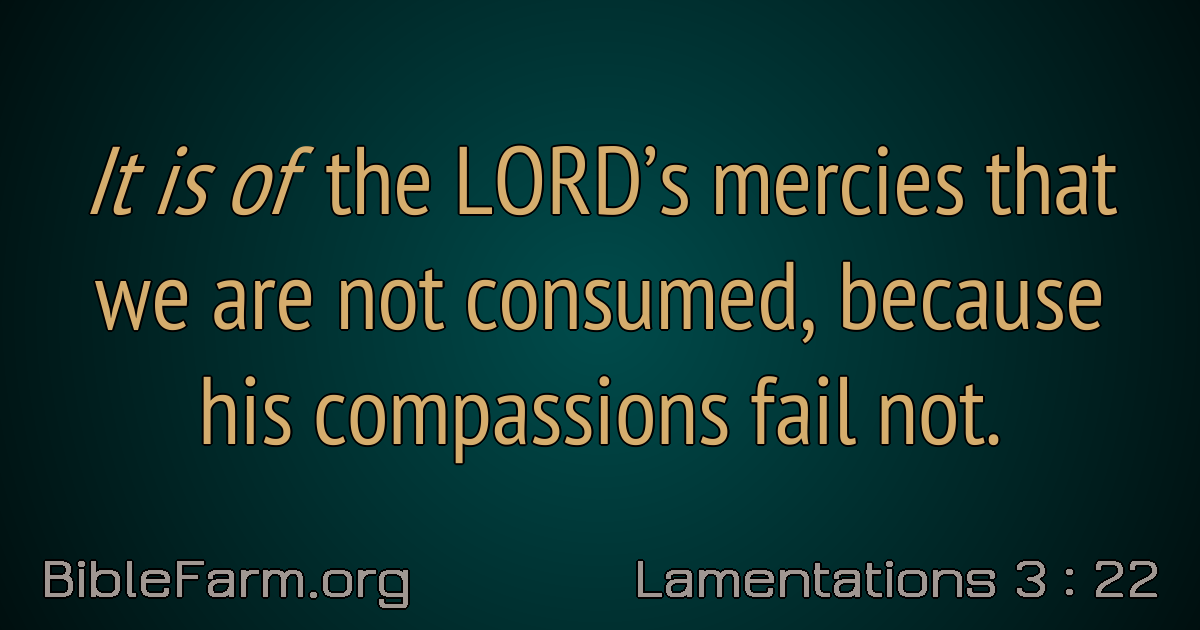 It is of the LORD’s mercies that
we are not consumed, because
his compassions fail not.
BibleFarm.org
Lamentations 3 : 22